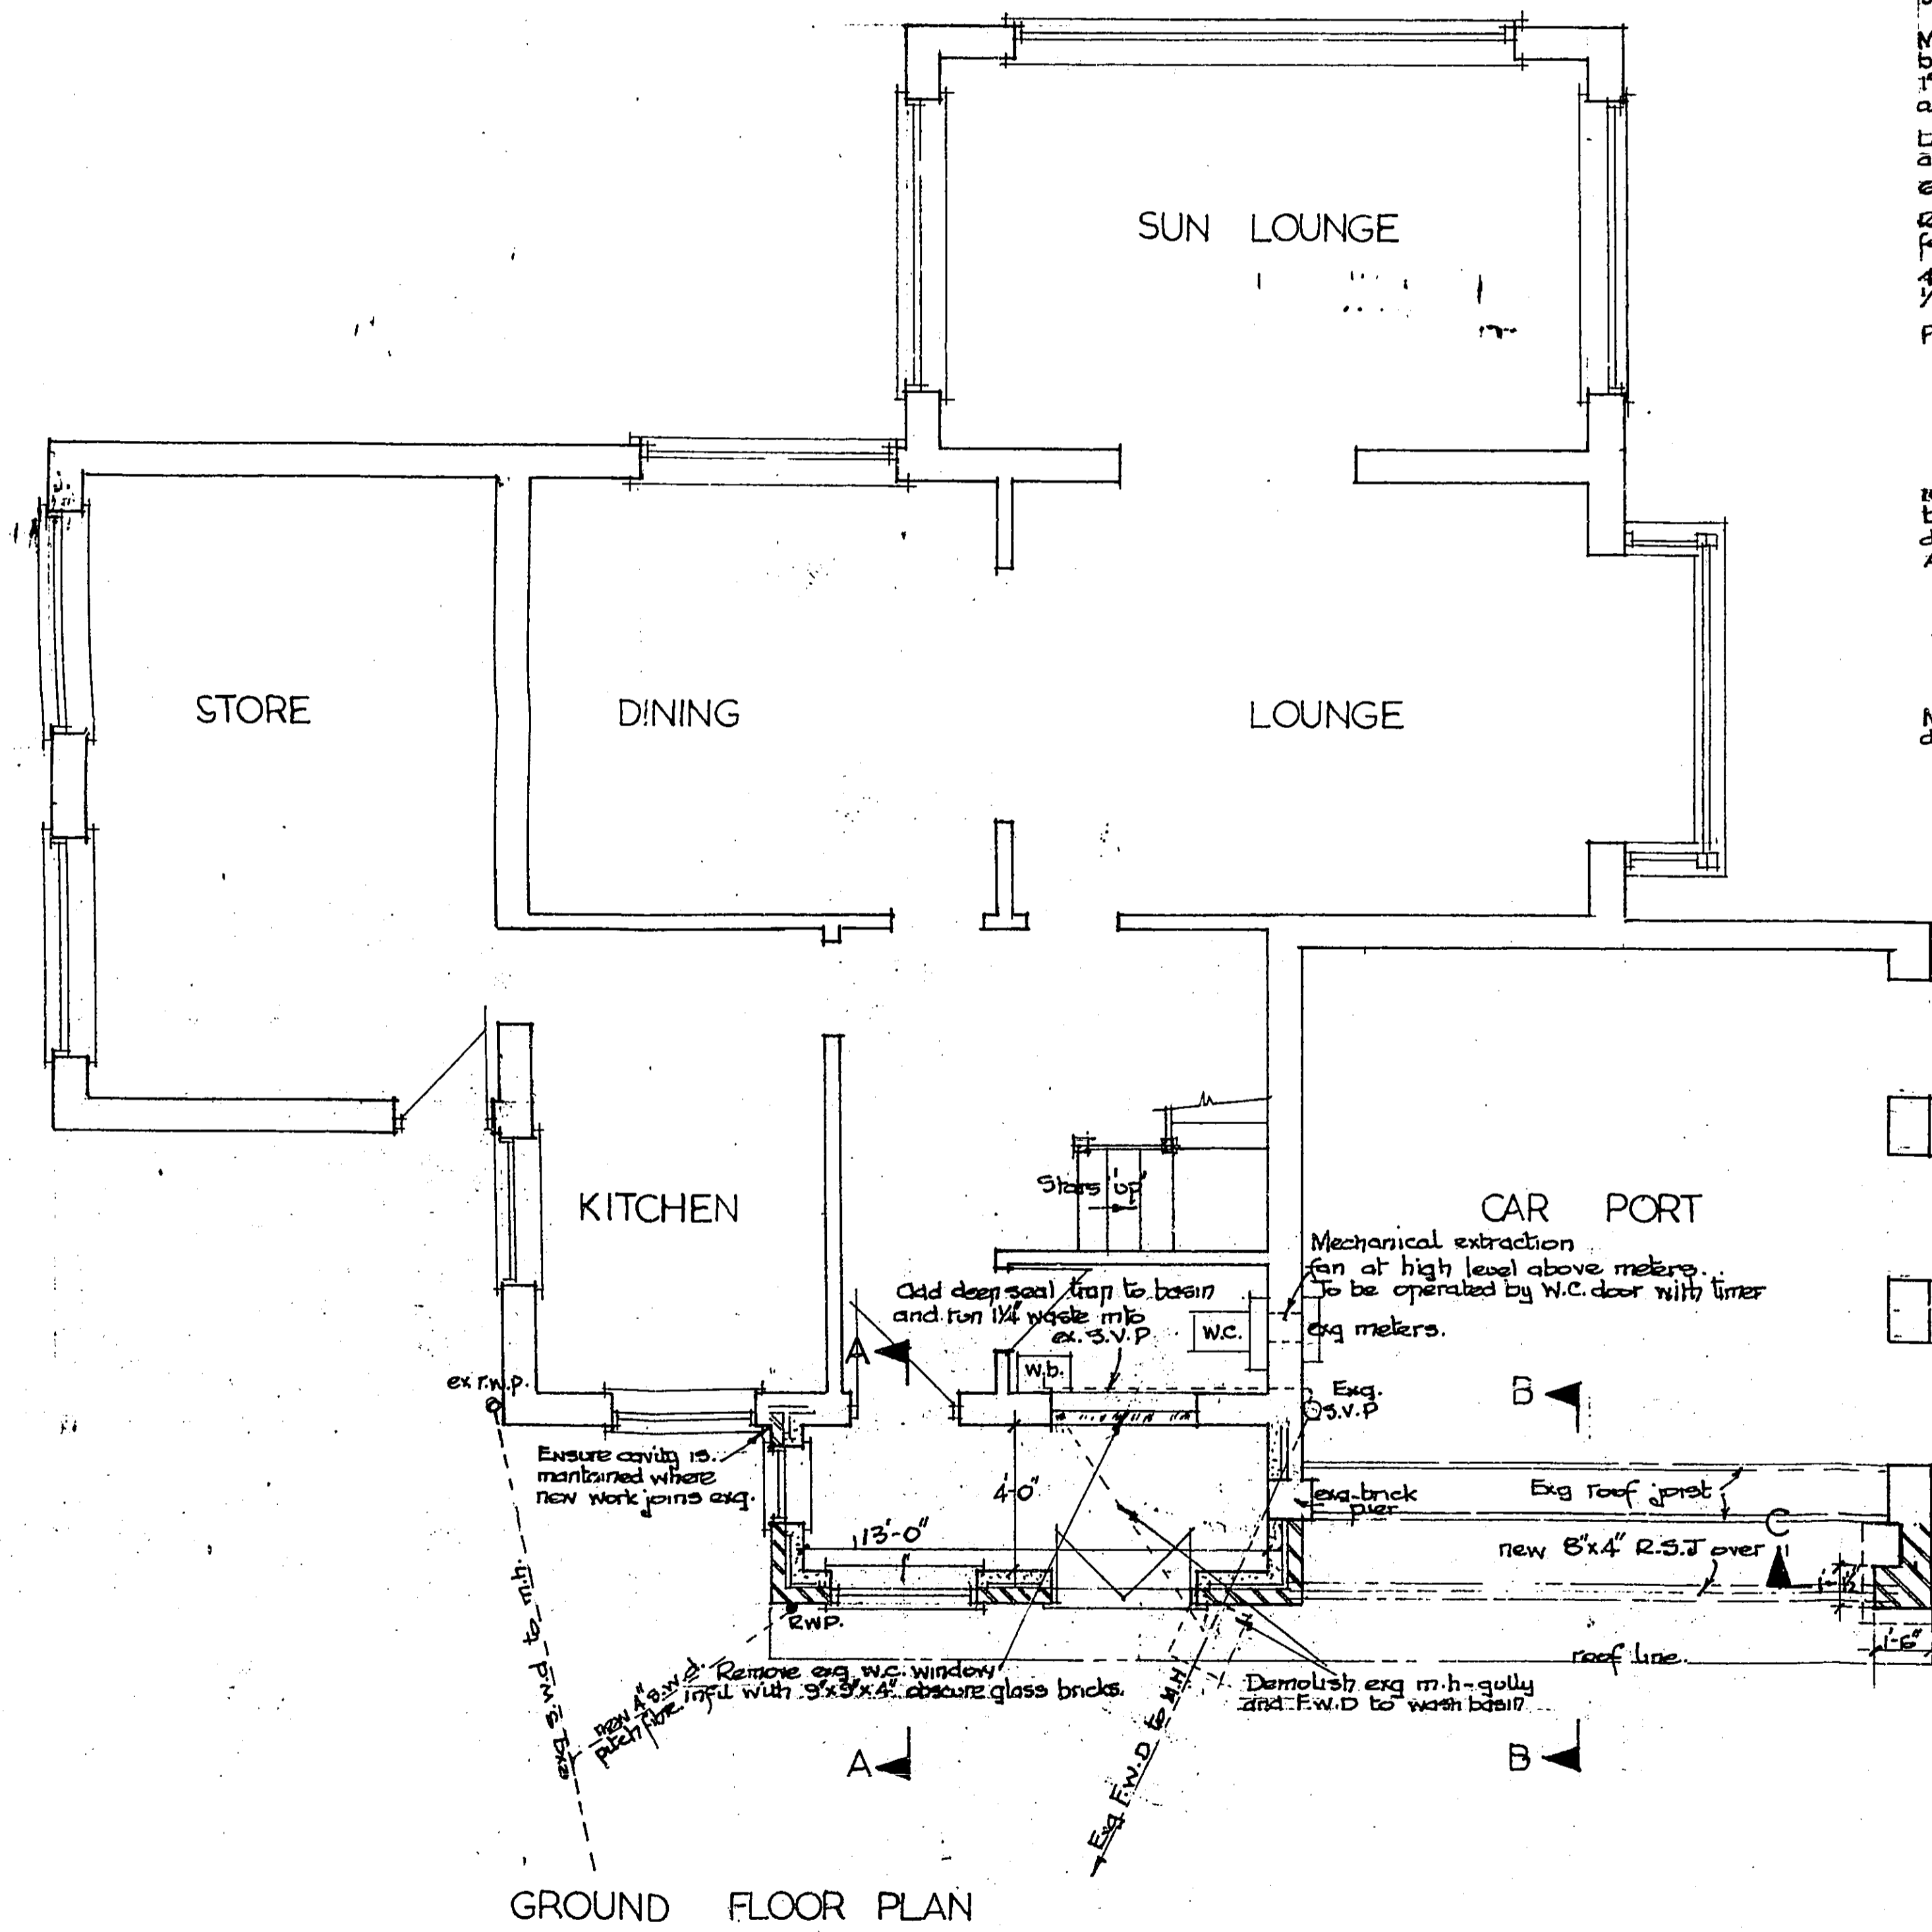 SUN LOUNGE
STORE
DINING
LOUNGE
KITCHEN
Stairs 'up'
CAR PORT
Mechanical extraction
fan at high level above meters.
To be operated by W.C. door with timer
exg meters.
Add deep seal trap to basin
and run 1¼" waste into
ex. S.V.P
W.C.
w.b.
A
B
ex r.w.p.
Exg.
S.V.P
Ensure cavity is
mantained where
new work joins exg.
4'-0"
13'-0"
exg-brick
pier
Exg roof joist
C
new 8"x4" R.S.J over
RWP.
roof line.
1'-6"
exg S.W.D to m.h.
new 4" S.W.D.
pitch fibre.
Remove exg w.c. window
infil with 9"x9"x4" obscure glass bricks.
Demolish exg m.h-gully
and F.W.D to wash basin
Exg F.W.D to M.H
A
B
GROUND FLOOR PLAN